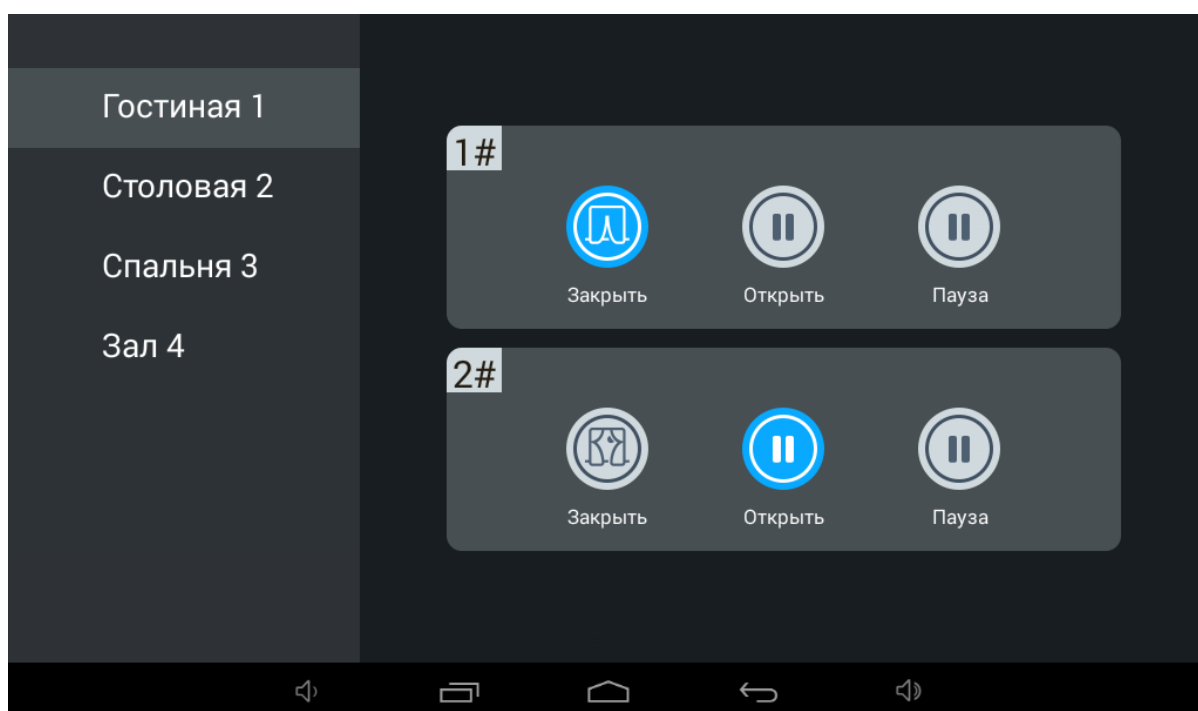 Гостиная 1
Столовая 2
Спальня 3
Зал 4
1#
Закрыть Открыть Пауза
2#
Закрыть Открыть Пауза